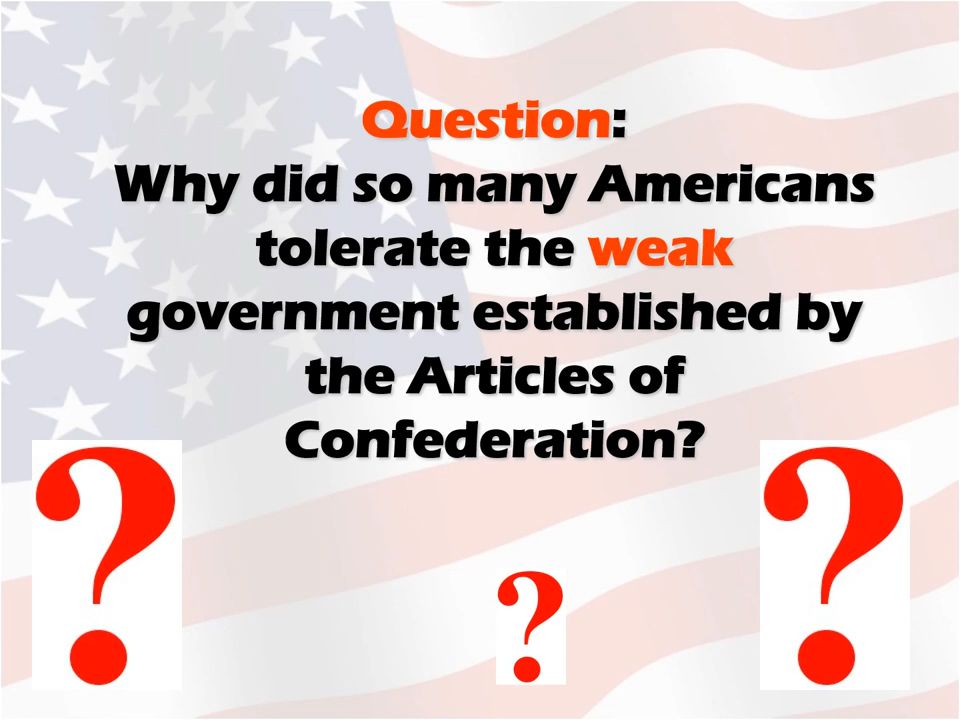 Question:
Why did so many Americans
tolerate the weak
government established by
the Articles of
Confederation?
? ? ?